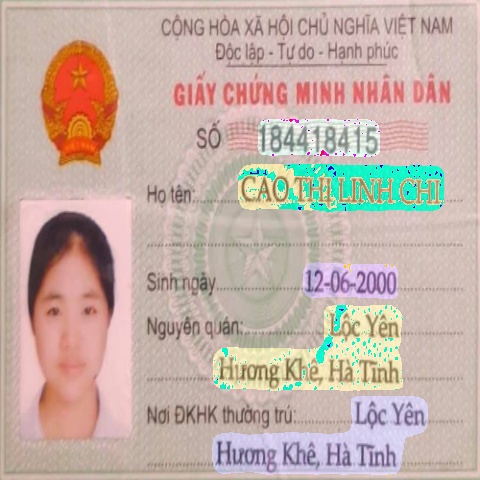 CỘNG HÒA XÃ HỘI CHỦ NGHĨA VIỆT NAM
Độc lập - Tự do - Hạnh phúc
GIẤY CHỨNG MINH NHÂN DÂN
SỐ 184418415
Họ tên: CAO THỊ LINH CHI
Sinh ngày 12-06-2000
Nguyên quán: Lộc Yên
Hương Khê, Hà Tĩnh
Nơi ĐKHK thường trú: Lộc Yên
Hương Khê, Hà Tĩnh